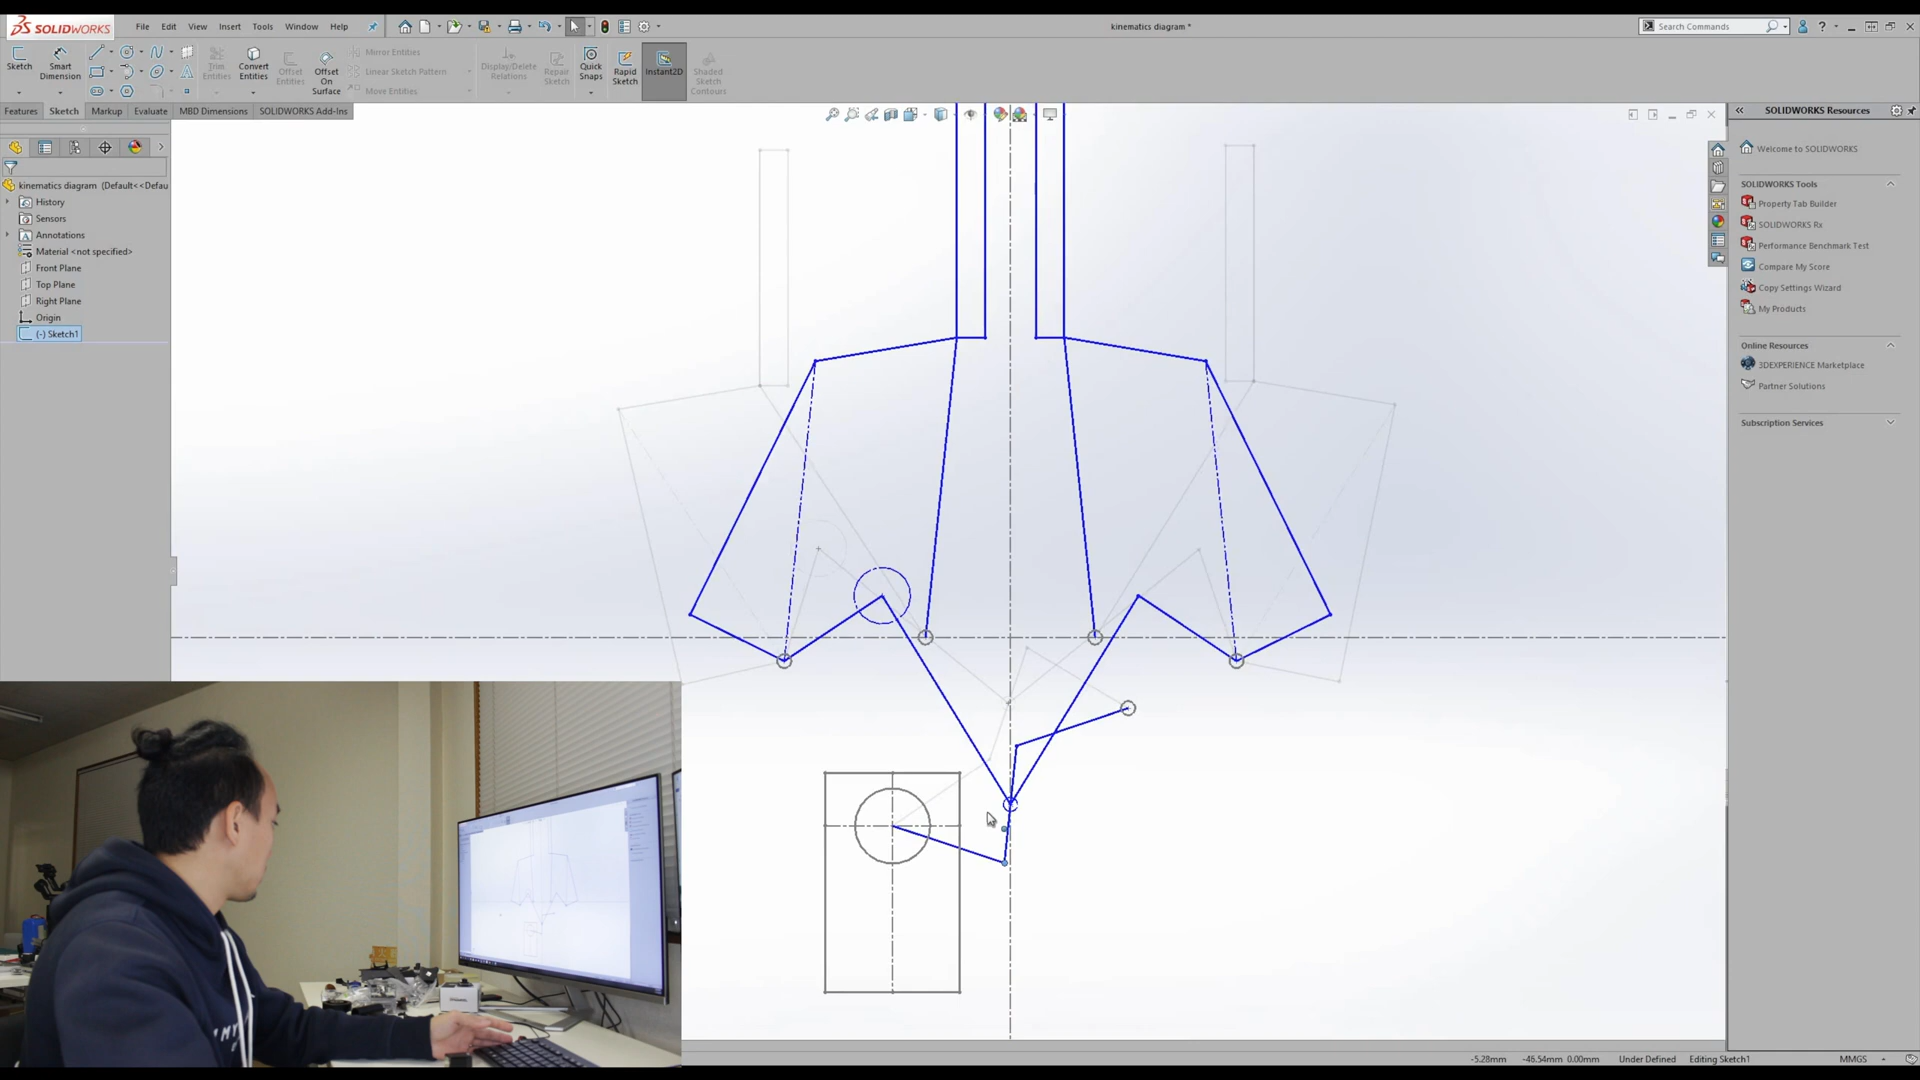 SOLIDWORKS
File Edit View Insert Tools Window Help
kinematics diagram *
Search Commands
Sketch
Smart Dimension
Trim Entities
Convert Entities
Offset Entities
Offset On Surface
Mirror Entities
Linear Sketch Pattern
Move Entities
Display/Delete Relations
Repair Sketch
Quick Snaps
Rapid Sketch
Instant2D
Shaded Sketch Contours
Features Sketch Markup Evaluate MBD Dimensions SOLIDWORKS Add-Ins
kinematics diagram (Default<<Defau
History
Sensors
Annotations
Material <not specified>
Front Plane
Top Plane
Right Plane
Origin
(-) Sketch1
SOLIDWORKS Resources
Welcome to SOLIDWORKS
SOLIDWORKS Tools
Property Tab Builder
SOLIDWORKS Rx
Performance Benchmark Test
Compare My Score
Copy Settings Wizard
My Products
Online Resources
3DEXPERIENCE Marketplace
Partner Solutions
Subscription Services
-5.28mm -46.54mm 0.00mm Under Defined Editing Sketch1 MMGS